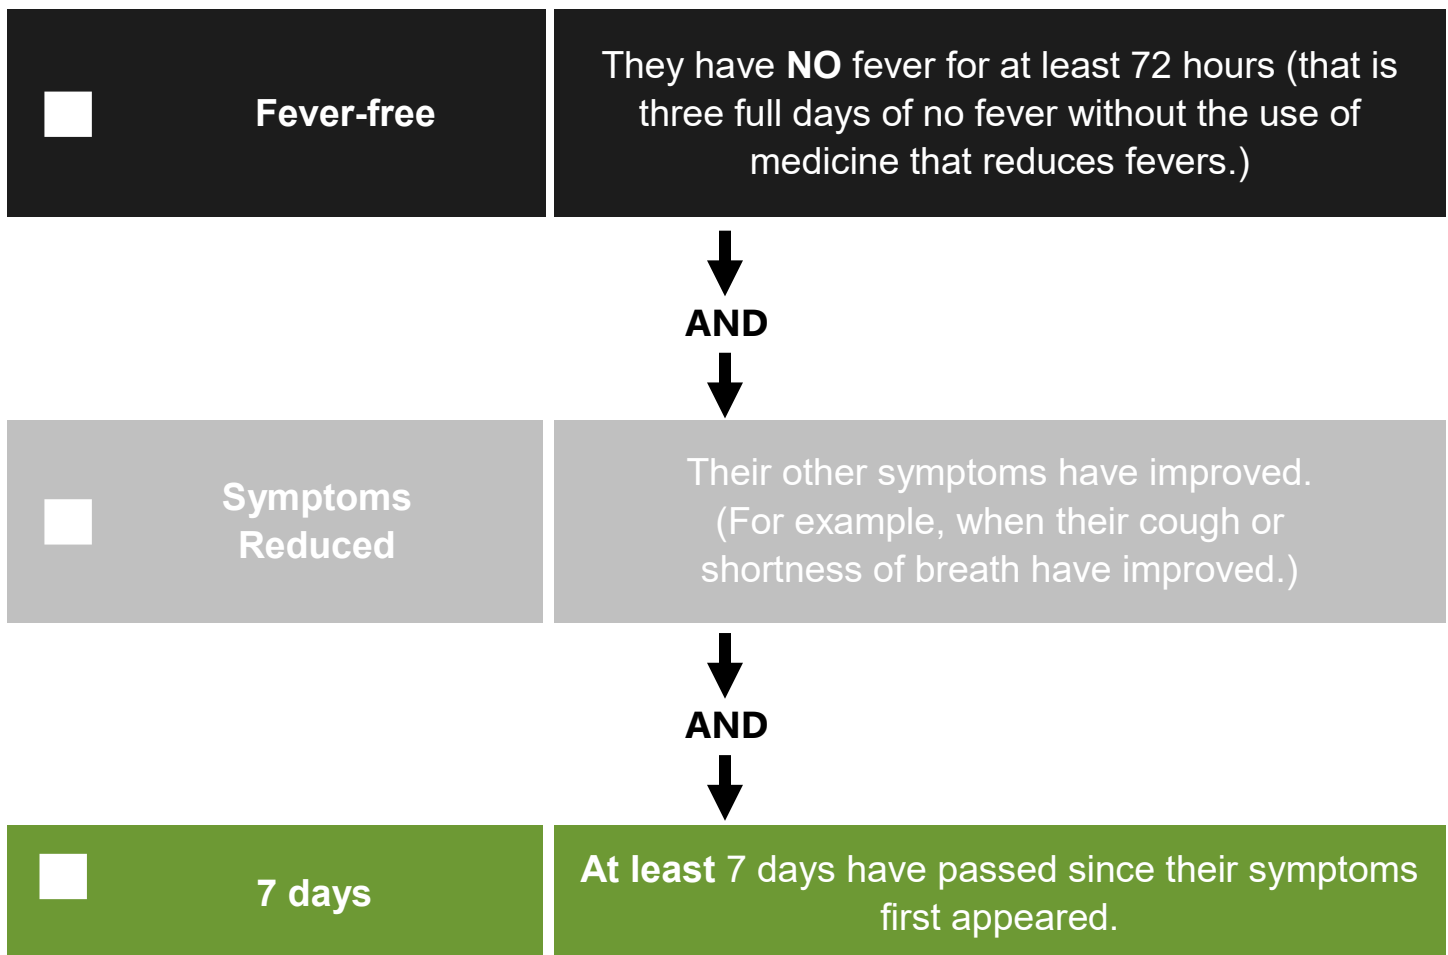 Fever-free
They have NO fever for at least 72 hours (that is
three full days of no fever without the use of
medicine that reduces fevers.)
AND
Symptoms
Reduced
Their other symptoms have improved.
(For example, when their cough or
shortness of breath have improved.)
AND
7 days
At least 7 days have passed since their symptoms
first appeared.